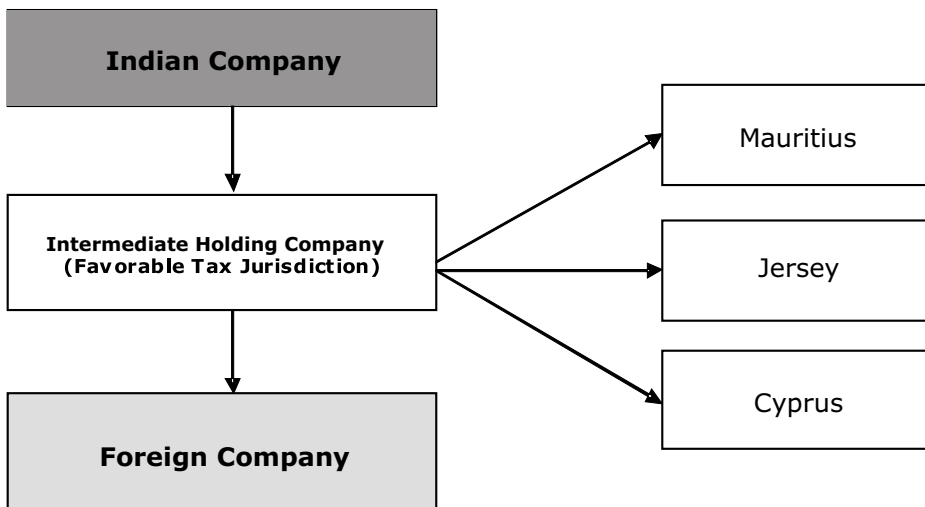 Indian Company
Mauritius
Intermediate Holding Company
(Favorable Tax Jurisdiction)
Jersey
Cyprus
Foreign Company